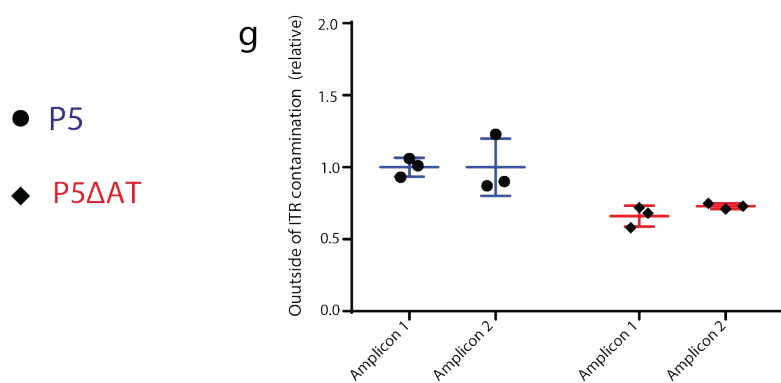 g
P5
P5ΔAT
Ouutside of ITR contamination (relative)
2.0
1.5
1.0
0.5
0.0
Amplicon 1
Amplicon 2
Amplicon 1
Amplicon 2